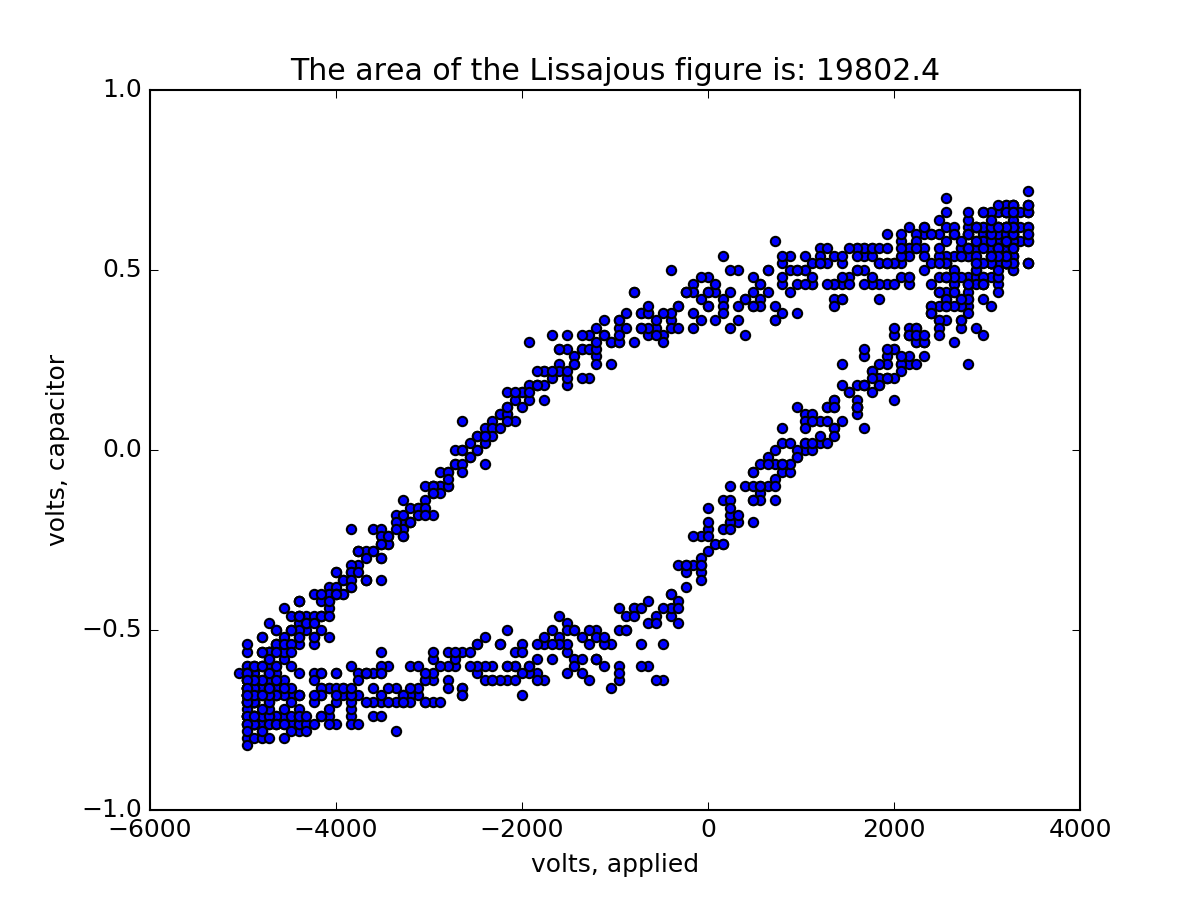 The area of the Lissajous figure is: 19802.4
1.0
0.5
0.0
−0.5
−1.0
−6000 −4000 −2000 0 2000 4000
volts, capacitor
volts, applied